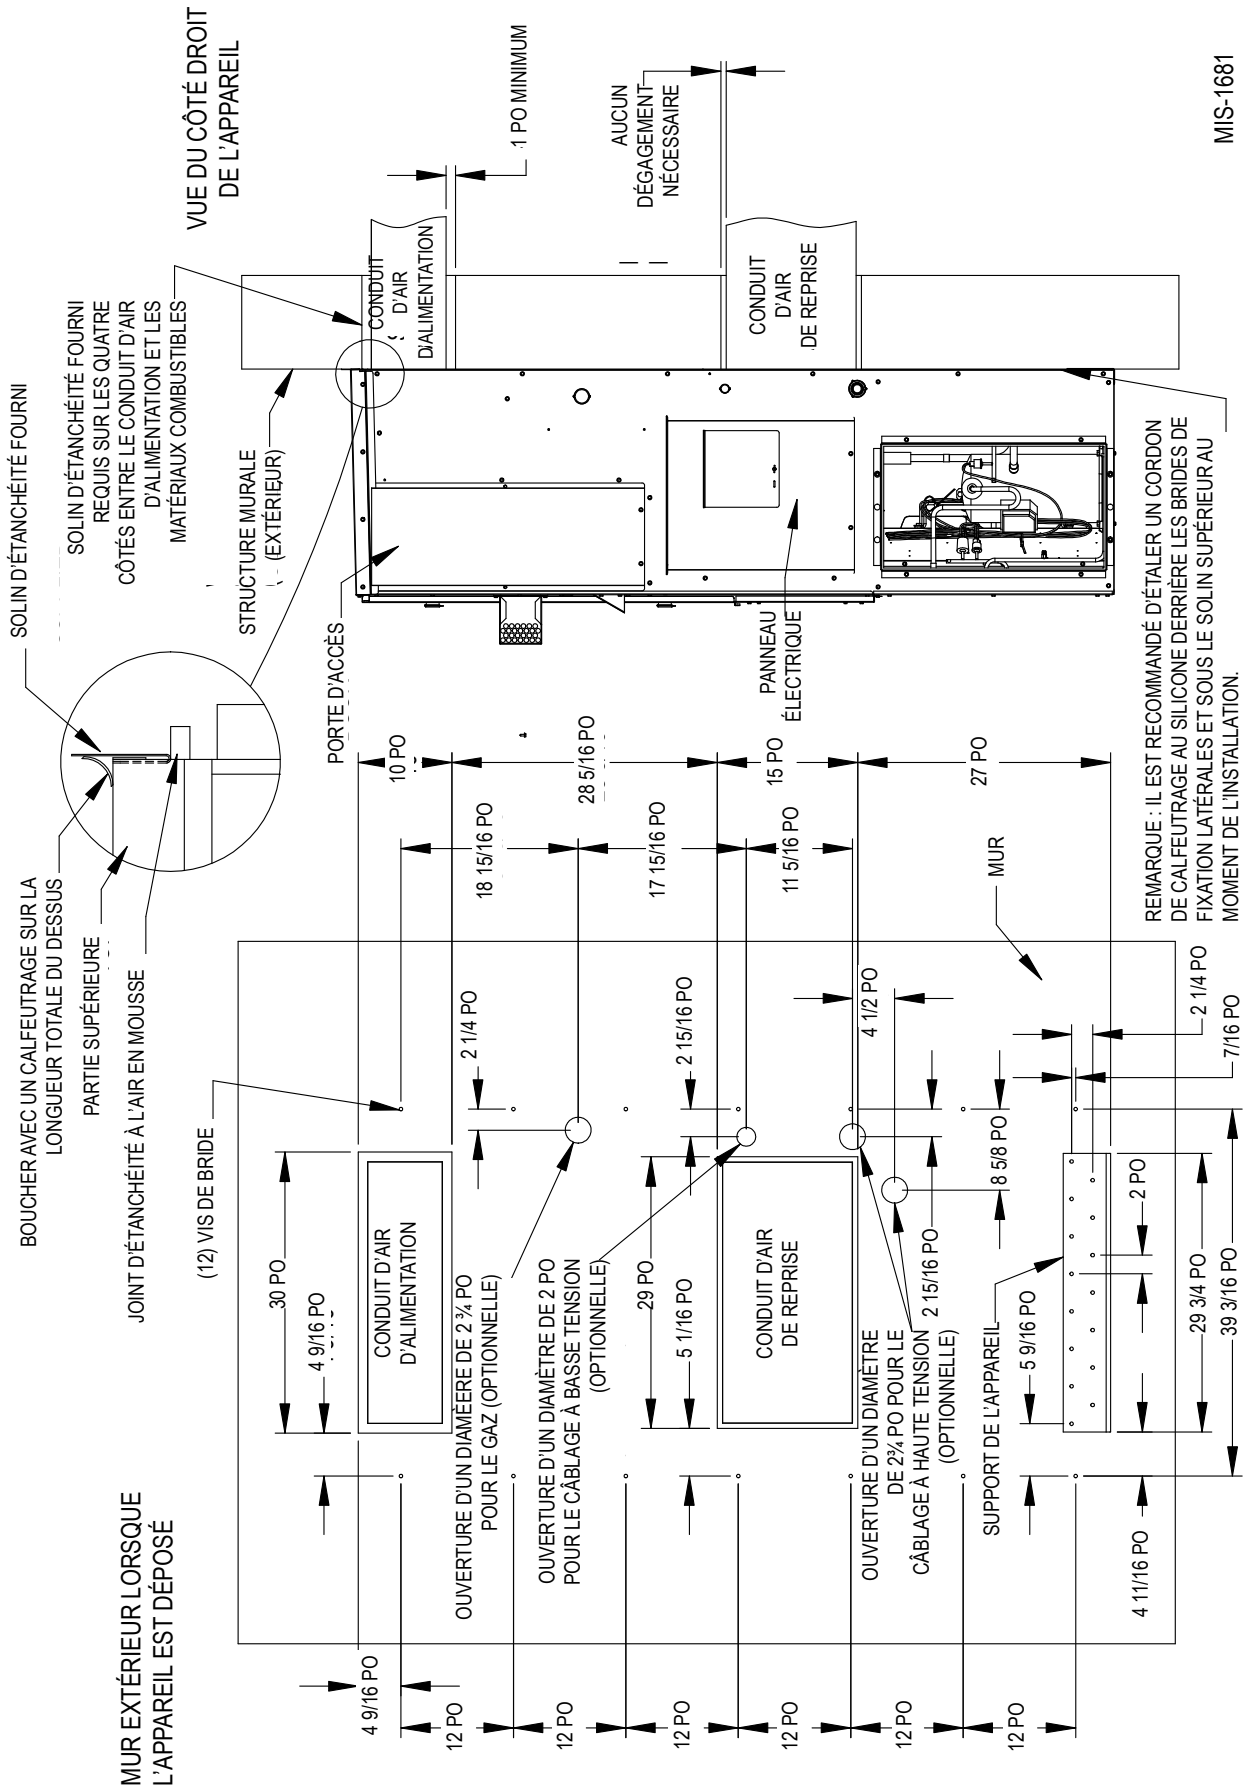 MUR EXTÉRIEUR LORSQUE
L'APPAREIL EST DÉPOSÉ
BOUCHER AVEC UN CALFEUTRAGE SUR LA
LONGUEUR TOTALE DU DESSUS
PARTIE SUPÉRIEURE
JOINT D'ÉTANCHÉITÉ À L'AIR EN MOUSSE
(12) VIS DE BRIDE
SOLIN D'ÉTANCHÉITÉ FOURNI
SOLIN D'ÉTANCHÉITÉ FOURNI
REQUIS SUR LES QUATRE
CÔTÉS ENTRE LE CONDUIT D'AIR
D'ALIMENTATION ET LES
MATÉRIAUX COMBUSTIBLES
VUE DU CÔTÉ DROIT
DE L'APPAREIL
STRUCTURE MURALE
(EXTÉRIEUR)
PORTE D'ACCÈS
CONDUIT
D'AIR
D'ALIMENTATION
1 PO MINIMUM
AUCUN
DÉGAGEMENT
NÉCESSAIRE
CONDUIT
D'AIR
DE REPRISE
PANNEAU
ÉLECTRIQUE
30 PO
4 9/16 PO
4 9/16 PO
CONDUIT D'AIR
D'ALIMENTATION
10 PO
28 5/16 PO
15 PO
27 PO
18 15/16 PO
17 15/16 PO
11 5/16 PO
2 1/4 PO
2 15/16 PO
4 1/2 PO
MUR
OUVERTURE D'UN DIAMÈERE DE 2 ¾ PO
POUR LE GAZ (OPTIONNELLE)
OUVERTURE D'UN DIAMÈTRE DE 2 PO
POUR LE CÂBLAGE À BASSE TENSION
(OPTIONNELLE)
29 PO
5 1/16 PO
CONDUIT D'AIR
DE REPRISE
OUVERTURE D'UN DIAMÈTRE
DE 2¾ PO POUR LE
CÂBLAGE À HAUTE TENSION
(OPTIONNELLE)
2 15/16 PO
8 5/8 PO
SUPPORT DE L'APPAREIL
5 9/16 PO
2 PO
29 3/4 PO
39 3/16 PO
4 11/16 PO
2 1/4 PO
7/16 PO
12 PO
12 PO
12 PO
12 PO
12 PO
12 PO
REMARQUE : IL EST RECOMMANDÉ D'ÉTALER UN CORDON
DE CALFEUTRAGE AU SILICONE DERRIÈRE LES BRIDES DE
FIXATION LATÉRALES ET SOUS LE SOLIN SUPÉRIEUR AU
MOMENT DE L'INSTALLATION.
MIS-1681